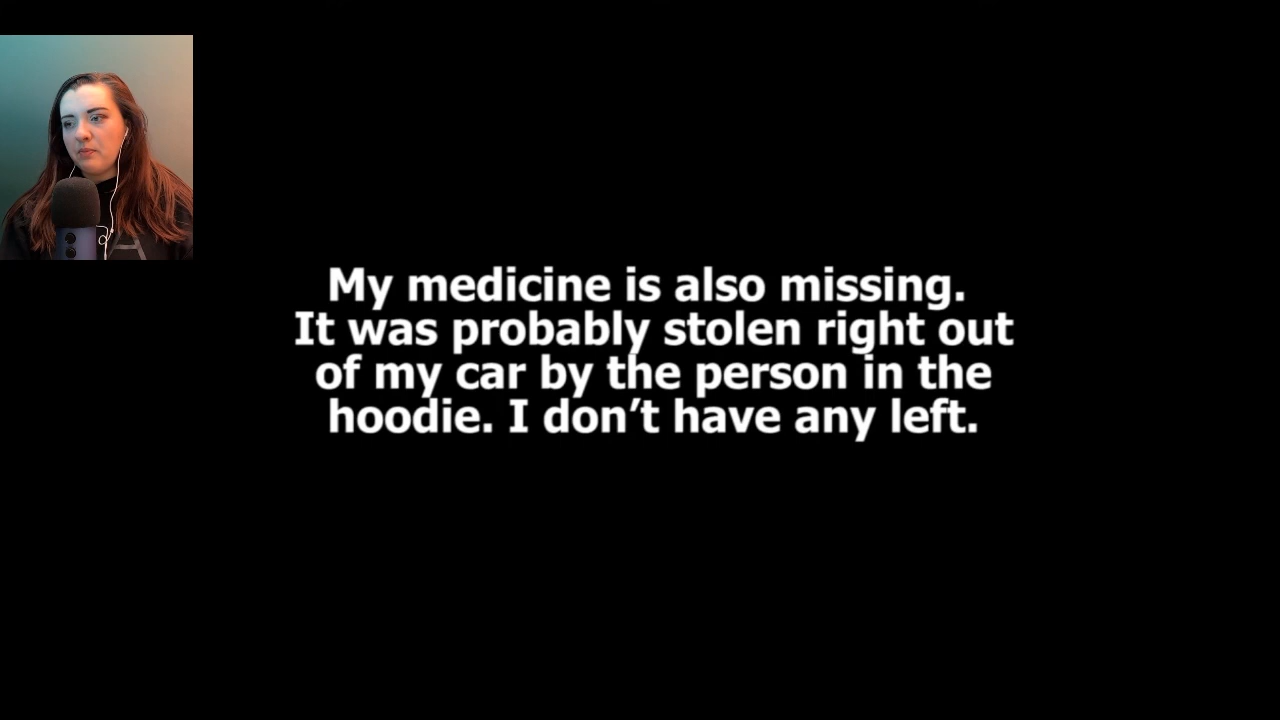 My medicine is also missing.
It was probably stolen right out
of my car by the person in the
hoodie. I don’t have any left.